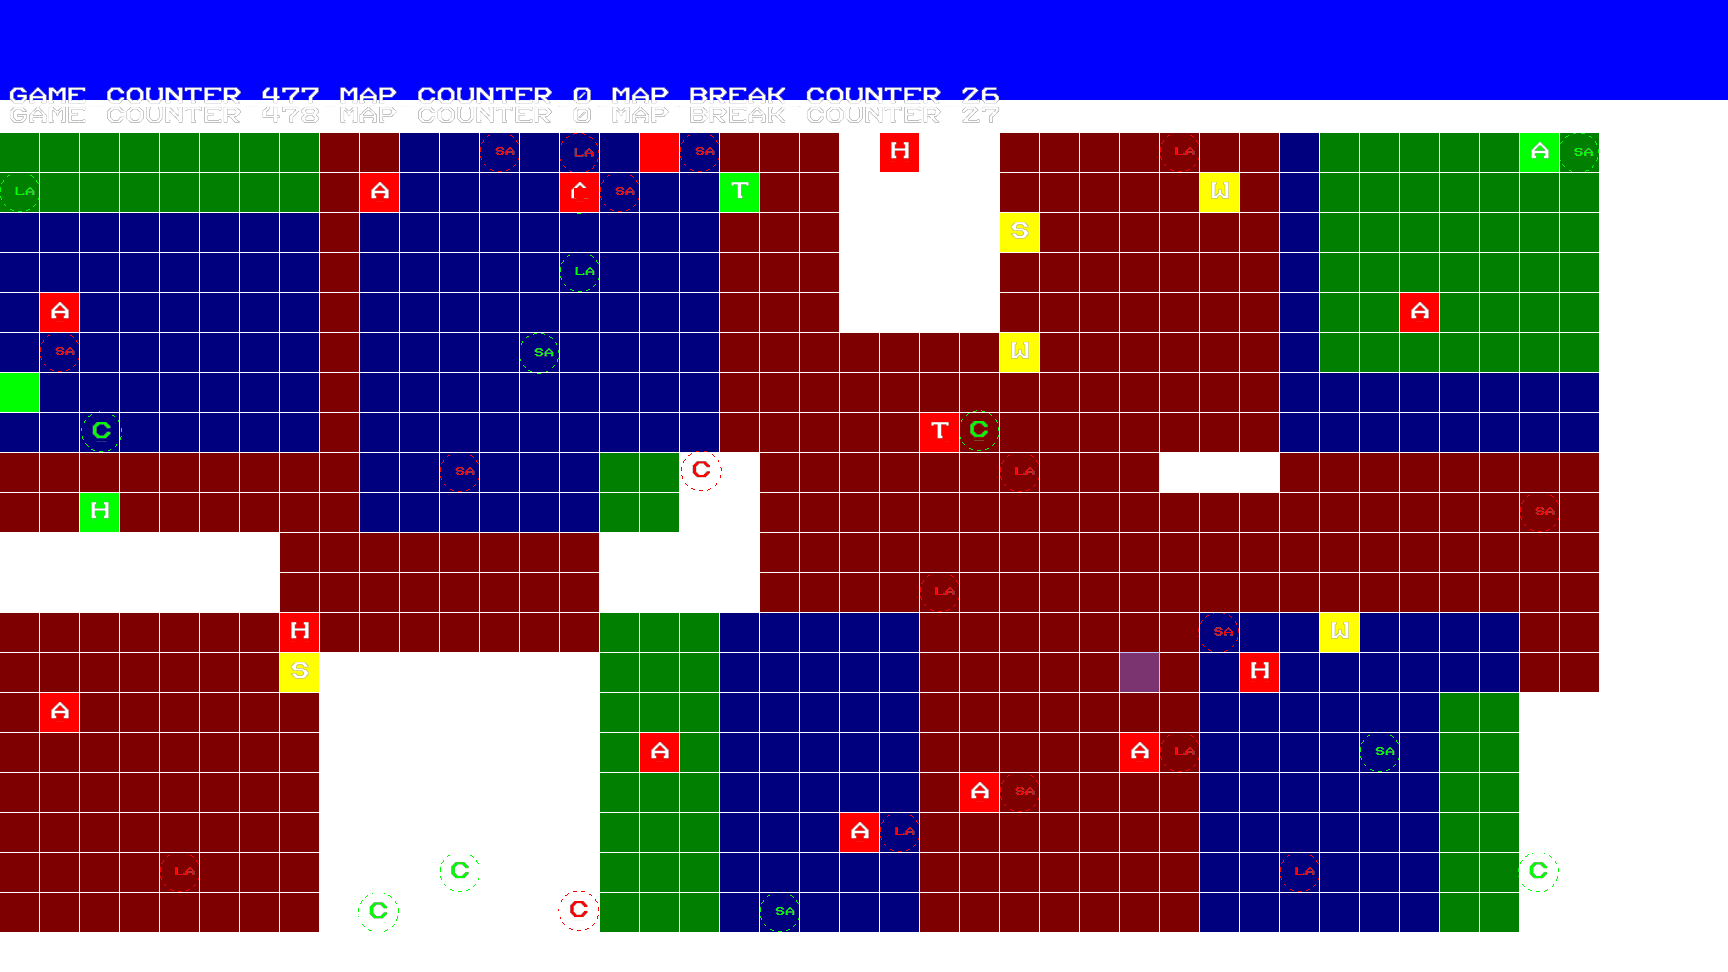 GAME COUNTER 477 MAP COUNTER 0 MAP BREAK COUNTER 26
GAME COUNTER 478 MAP COUNTER 0 MAP BREAK COUNTER 27
SA LA SA H LA A SA
LA A SA T W
S
LA
A A
SA SA W
C T C
SA C LA
H SA
LA
H SA W
S H
A
A A LA SA
A SA
A LA
LA C LA C
C C SA